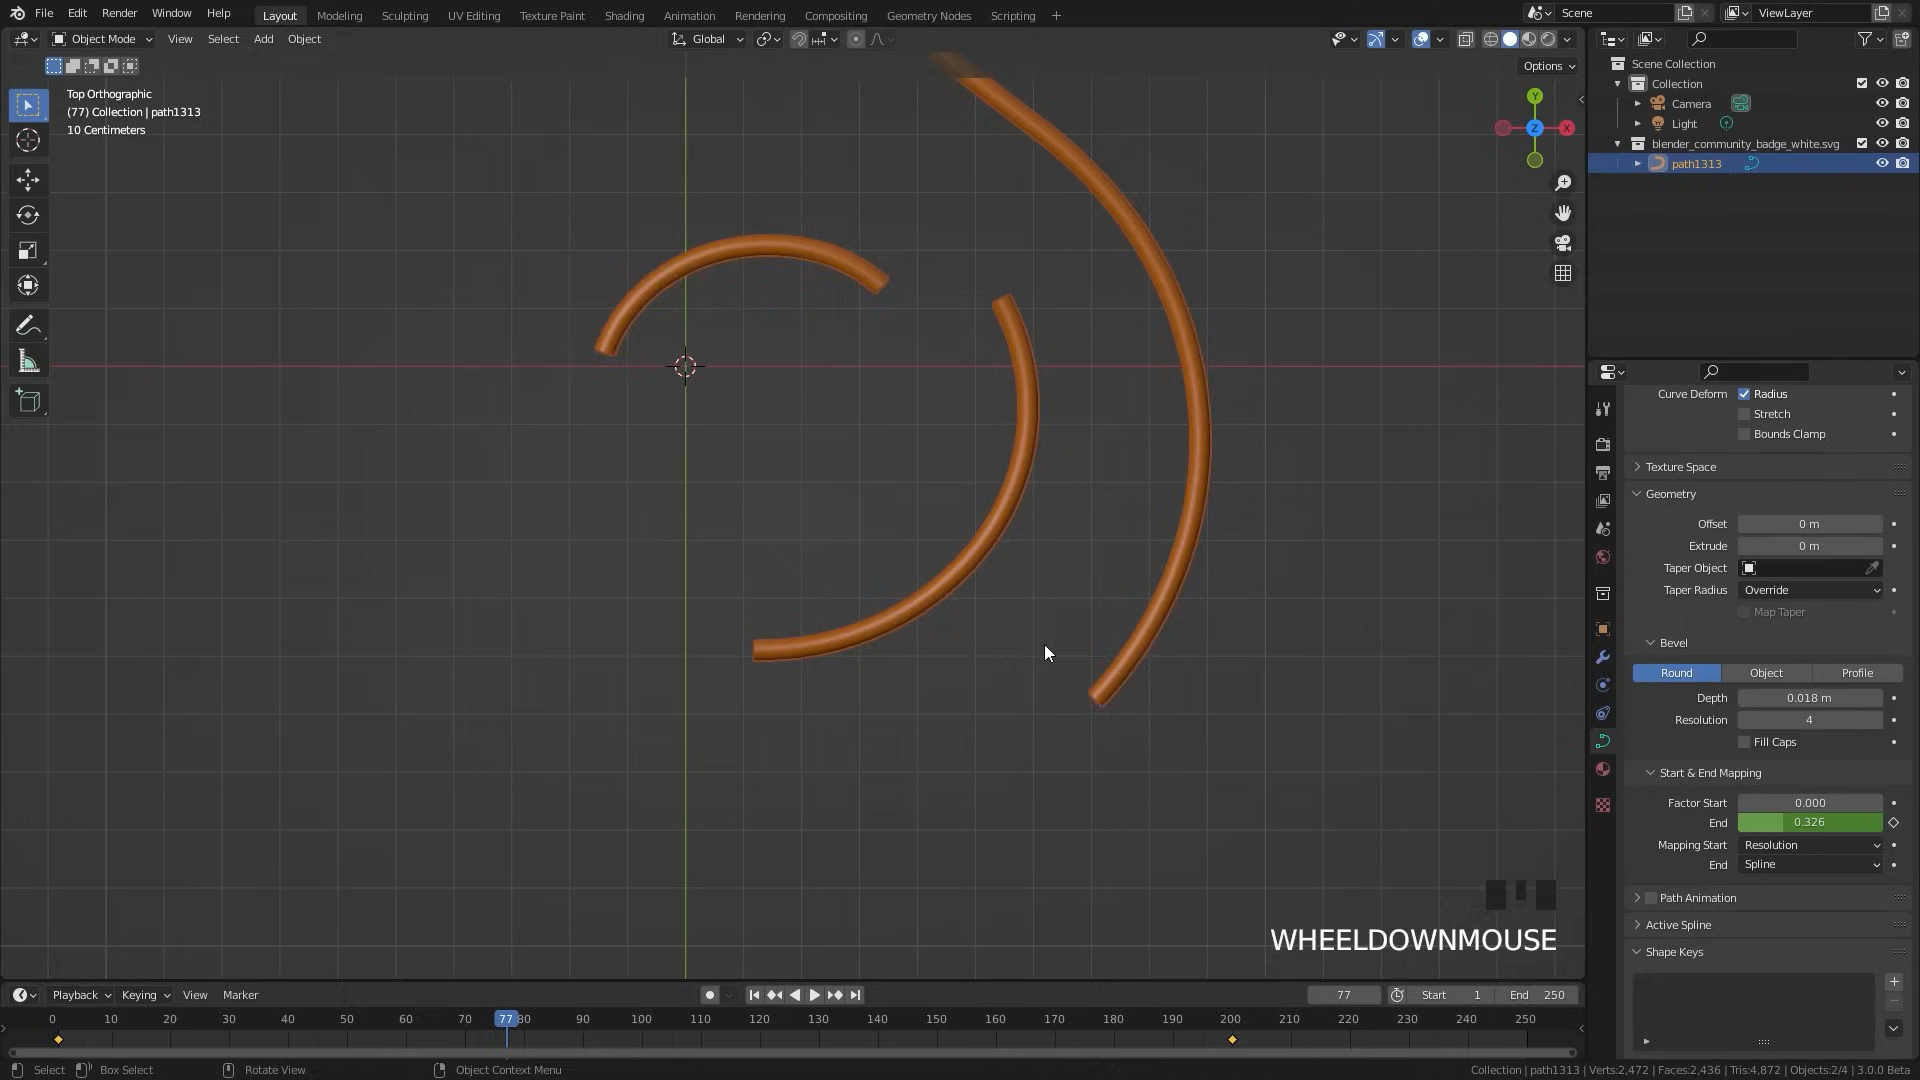 File Edit Render Window Help Layout Modeling Sculpting UV Editing Texture Paint Shading Animation Rendering Compositing Geometry Nodes Scripting Scene ViewLayer
Object Mode View Select Add Object Global
Options
Top Orthographic
(77) Collection | path1313
10 Centimeters
Y
Z
X
Scene Collection
Collection
Camera
Light
blender_community_badge_white.svg
path1313
Curve Deform Radius
Stretch
Bounds Clamp
Texture Space
Geometry
Offset 0 m
Extrude 0 m
Taper Object
Taper Radius Override
Map Taper
Bevel
Round Object Profile
Depth 0.018 m
Resolution 4
Fill Caps
Start & End Mapping
Factor Start 0.000
End 0.326
Mapping Start Resolution
End Spline
Path Animation
Active Spline
Shape Keys
WHEELDOWNMOUSE
Playback Keying View Marker 77 Start 1 End 250
0 10 20 30 40 50 60 70 77 80 90 100 110 120 130 140 150 160 170 180 190 200 210 220 230 240 250
Select Box Select Rotate View Object Context Menu Collection | path1313 | Verts:2,472 | Faces:2,436 | Tris:4,872 | Objects:2/4 | 3.0.0 Beta